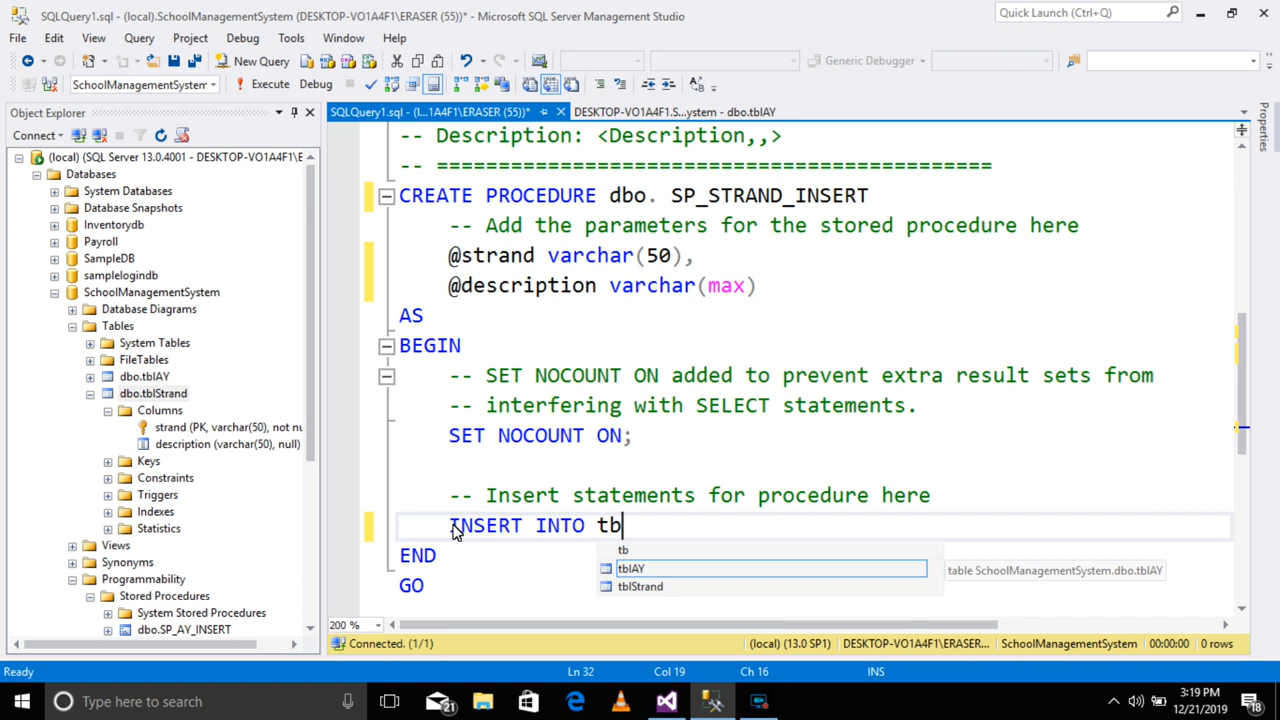 SQLQuery1.sql - (local).SchoolManagementSystem (DESKTOP-VO1A4F1\ERASER (55))* - Microsoft SQL Server Management Studio
Quick Launch (Ctrl+Q)
File Edit View Query Project Debug Tools Window Help
New Query
Generic Debugger
SchoolManagementSystem
Execute Debug
Object Explorer
SQLQuery1.sql - (l...1A4F1\ERASER (55))*
DESKTOP-VO1A4F1.S...ystem - dbo.tblAY
Properties
Connect
(local) (SQL Server 13.0.4001 - DESKTOP-VO1A4F1\E
Databases
System Databases
Database Snapshots
Inventorydb
Payroll
SampleDB
samplelogindb
SchoolManagementSystem
Database Diagrams
Tables
System Tables
FileTables
dbo.tblAY
dbo.tblStrand
Columns
strand (PK, varchar(50), not nu
description (varchar(50), null)
Keys
Constraints
Triggers
Indexes
Statistics
Views
Synonyms
Programmability
Stored Procedures
System Stored Procedures
dbo.SP_AY_INSERT
-- Description: <Description,,>
-- =============================================
CREATE PROCEDURE dbo. SP_STRAND_INSERT
-- Add the parameters for the stored procedure here
@strand varchar(50),
@description varchar(max)
AS
BEGIN
-- SET NOCOUNT ON added to prevent extra result sets from
-- interfering with SELECT statements.
SET NOCOUNT ON;
-- Insert statements for procedure here
INSERT INTO tb
END
GO
tb
tblAY
tblStrand
table SchoolManagementSystem.dbo.tblAY
200 %
Connected. (1/1)
(local) (13.0 SP1)
DESKTOP-VO1A4F1\ERASER...
SchoolManagementSystem
00:00:00
0 rows
Ready
Ln 32
Col 19
Ch 16
INS
Type here to search
21
3:19 PM
12/21/2019
18